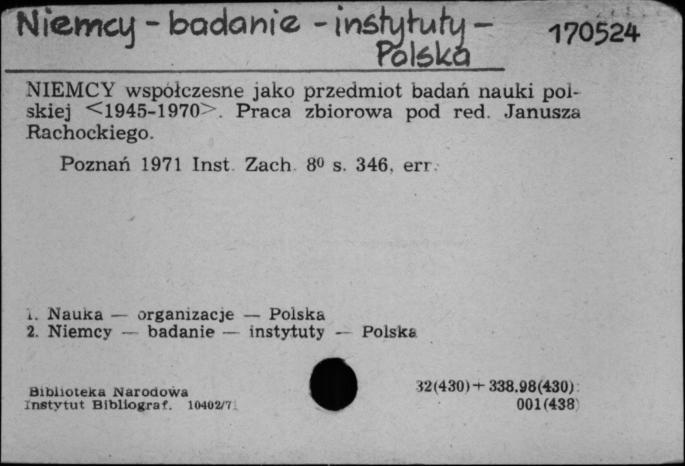 Niemcy - badanie - instytuty -
Polska
170524
NIEMCY współczesne jako przedmiot badań nauki pol-
skiej <1945-1970>. Praca zbiorowa pod red. Janusza
Rachockiego.
Poznań 1971 Inst. Zach. 8⁰ s. 346, err.
1. Nauka — organizacje — Polska
2. Niemcy — badanie — instytuty — Polska
Biblioteka Narodowa
Instytut Bibliograf. 10402/71
32(430)+338.98(430):
001(438)